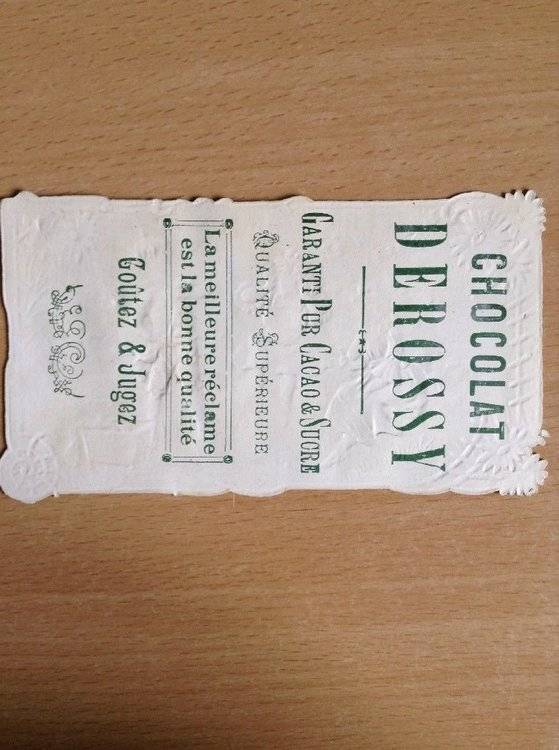 CHOCOLAT
DEROSSY
GARANTI PUR CACAO & SUCRE
QUALITÉ SUPÉRIEURE
La meilleure réclame
est la bonne qualité
Goûtez & Jugez